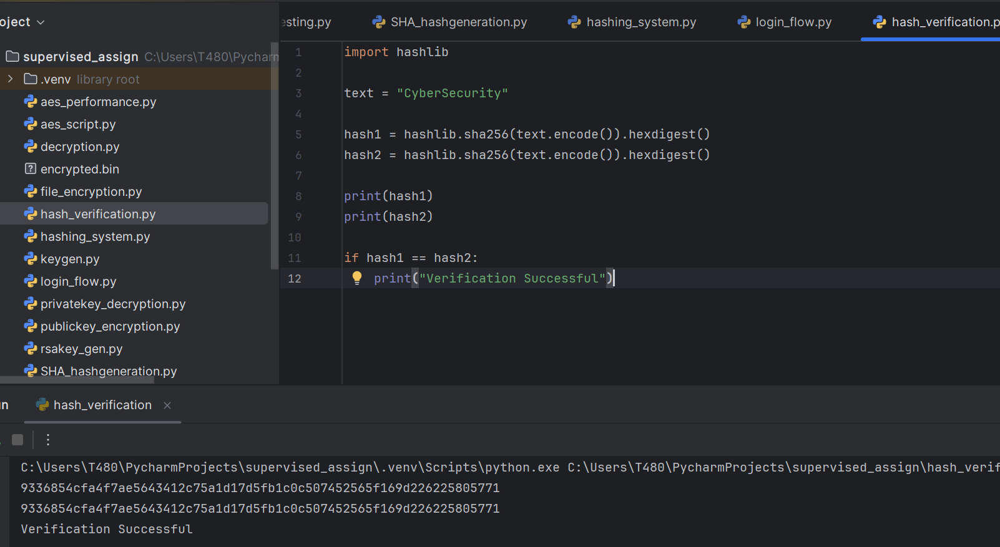 oject
esting.py
SHA_hashgeneration.py
hashing_system.py
login_flow.py
hash_verification.p
supervised_assign C:\Users\T480\Pycharm
.venv library root
aes_performance.py
aes_script.py
decryption.py
encrypted.bin
file_encryption.py
hash_verification.py
hashing_system.py
keygen.py
login_flow.py
privatekey_decryption.py
publickey_encryption.py
rsakey_gen.py
SHA_hashgeneration.py
1 import hashlib
2
3 text = "CyberSecurity"
4
5 hash1 = hashlib.sha256(text.encode()).hexdigest()
6 hash2 = hashlib.sha256(text.encode()).hexdigest()
7
8 print(hash1)
9 print(hash2)
10
11 if hash1 == hash2:
12 print("Verification Successful")
n hash_verification
C:\Users\T480\PycharmProjects\supervised_assign\.venv\Scripts\python.exe C:\Users\T480\PycharmProjects\supervised_assign\hash_verif
9336854cfa4f7ae5643412c75a1d17d5fb1c0c507452565f169d226225805771
9336854cfa4f7ae5643412c75a1d17d5fb1c0c507452565f169d226225805771
Verification Successful